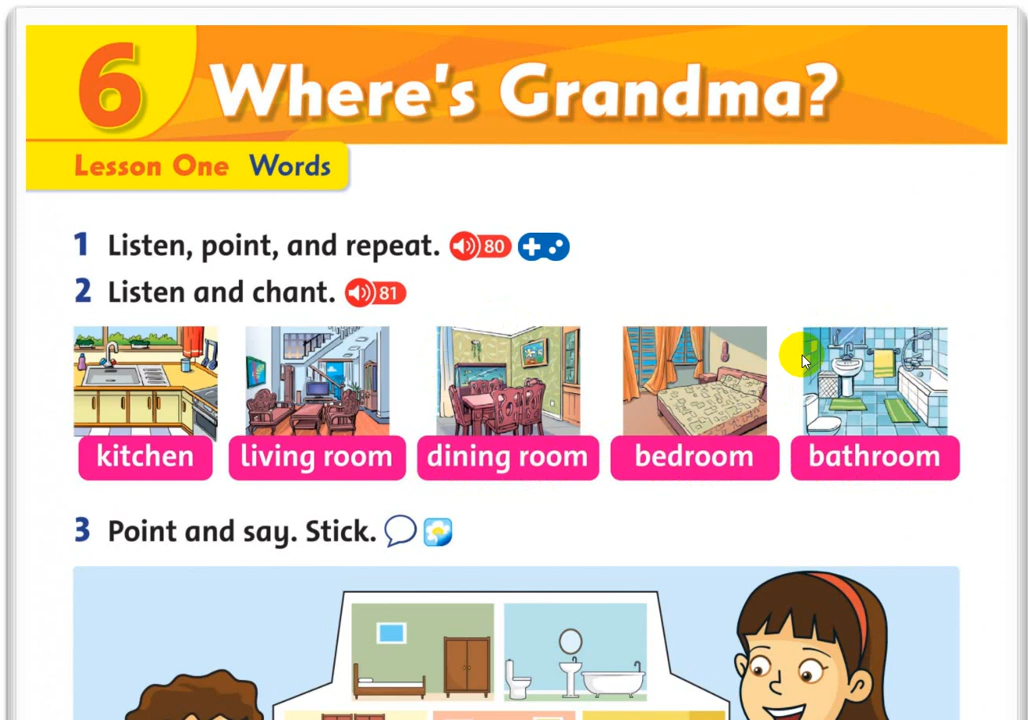 6 Where's Grandma?
Lesson One Words
1 Listen, point, and repeat. 80
2 Listen and chant. 81
kitchen living room dining room bedroom bathroom
3 Point and say. Stick.